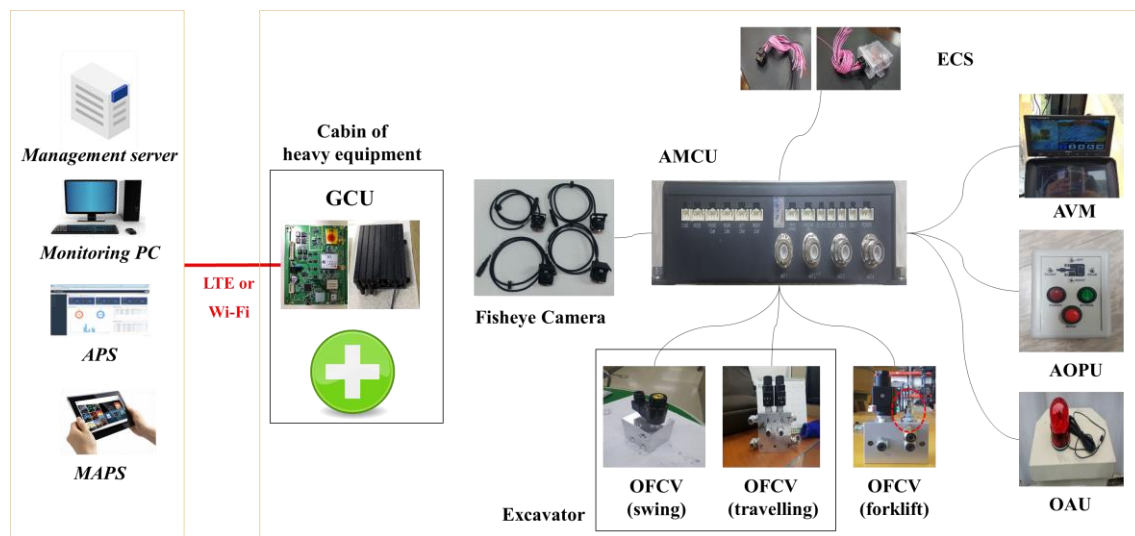 Management server
Monitoring PC
APS
MAPS
LTE or
Wi-Fi
Cabin of
heavy equipment
GCU
Fisheye Camera
AMCU
ECS
AVM
AOPU
OAU
Excavator
OFCV
(swing)
OFCV
(travelling)
OFCV
(forklift)